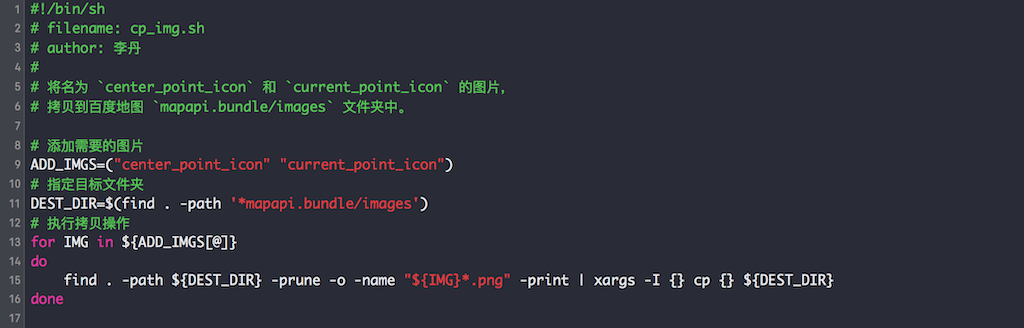 1 #!/bin/sh
2 # filename: cp_img.sh
3 # author: 李丹
4 #
5 # 将名为 `center_point_icon` 和 `current_point_icon` 的图片，
6 # 拷贝到百度地图 `mapapi.bundle/images` 文件夹中。
7
8 # 添加需要的图片
9 ADD_IMGS=("center_point_icon" "current_point_icon")
10 # 指定目标文件夹
11 DEST_DIR=$(find . -path '*mapapi.bundle/images')
12 # 执行拷贝操作
13 for IMG in ${ADD_IMGS[@]}
14 do
15     find . -path ${DEST_DIR} -prune -o -name "${IMG}*.png" -print | xargs -I {} cp {} ${DEST_DIR}
16 done
17